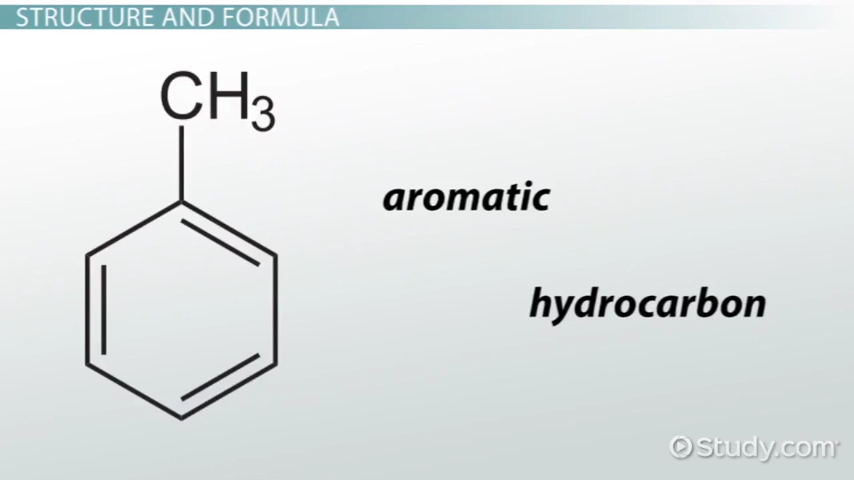 STRUCTURE AND FORMULA
CH3
aromatic
hydrocarbon
Study.com